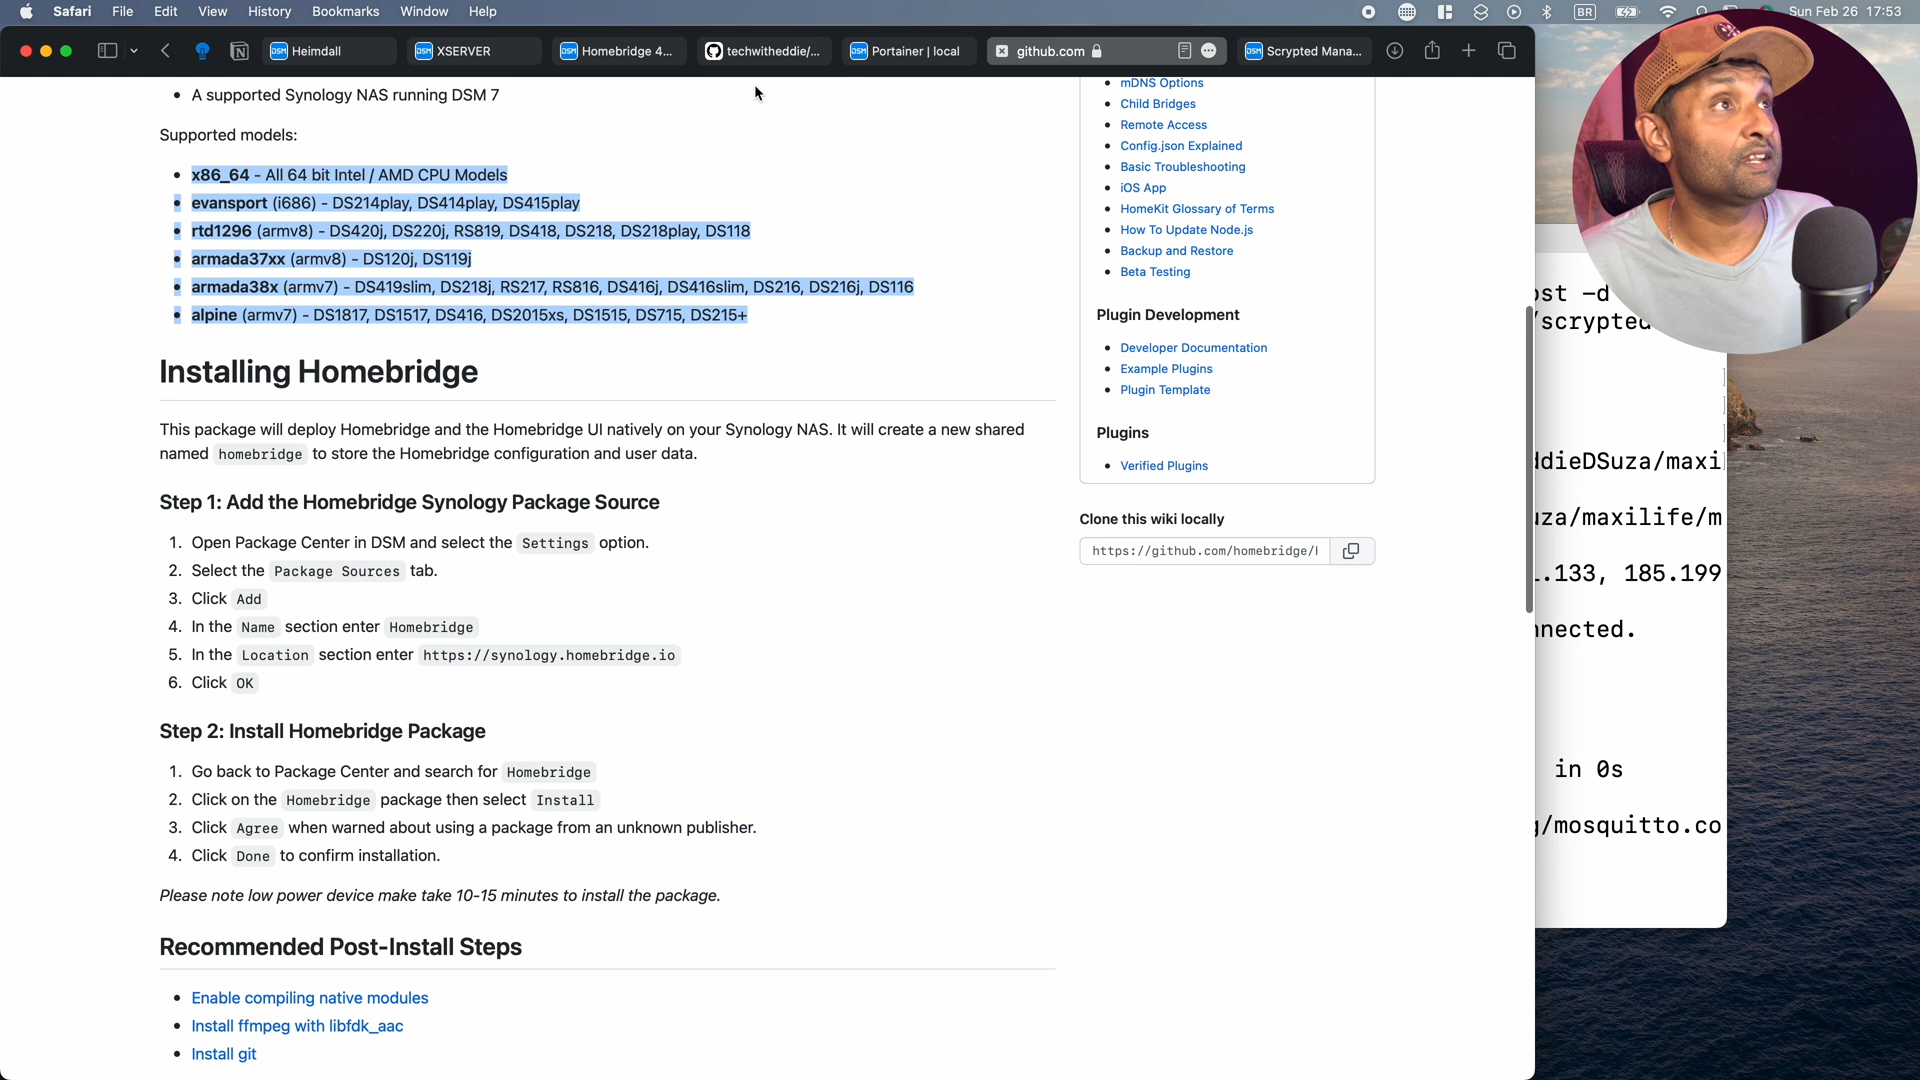 Safari File Edit View History Bookmarks Window Help BR Sun Feb 26 17:53
DSM Heimdall DSM XSERVER DSM Homebridge 4... techwitheddie/... DSM Portainer | local github.com DSM Scrypted Mana...
A supported Synology NAS running DSM 7
Supported models:
x86_64 - All 64 bit Intel / AMD CPU Models
evansport (i686) - DS214play, DS414play, DS415play
rtd1296 (armv8) - DS420j, DS220j, RS819, DS418, DS218, DS218play, DS118
armada37xx (armv8) - DS120j, DS119j
armada38x (armv7) - DS419slim, DS218j, RS217, RS816, DS416j, DS416slim, DS216, DS216j, DS116
alpine (armv7) - DS1817, DS1517, DS416, DS2015xs, DS1515, DS715, DS215+
Installing Homebridge
This package will deploy Homebridge and the Homebridge UI natively on your Synology NAS. It will create a new shared
named homebridge to store the Homebridge configuration and user data.
Step 1: Add the Homebridge Synology Package Source
1. Open Package Center in DSM and select the Settings option.
2. Select the Package Sources tab.
3. Click Add
4. In the Name section enter Homebridge
5. In the Location section enter https://synology.homebridge.io
6. Click OK
Step 2: Install Homebridge Package
1. Go back to Package Center and search for Homebridge
2. Click on the Homebridge package then select Install
3. Click Agree when warned about using a package from an unknown publisher.
4. Click Done to confirm installation.
Please note low power device make take 10-15 minutes to install the package.
Recommended Post-Install Steps
Enable compiling native modules
Install ffmpeg with libfdk_aac
Install git
mDNS Options
Child Bridges
Remote Access
Config.json Explained
Basic Troubleshooting
iOS App
HomeKit Glossary of Terms
How To Update Node.js
Backup and Restore
Beta Testing
Plugin Development
Developer Documentation
Example Plugins
Plugin Template
Plugins
Verified Plugins
Clone this wiki locally
https://github.com/homebridge/
ost -d
/scrypted
ddieDSuza/maxi
uza/maxilife/m
.133, 185.199
nnected.
in 0s
g/mosquitto.co